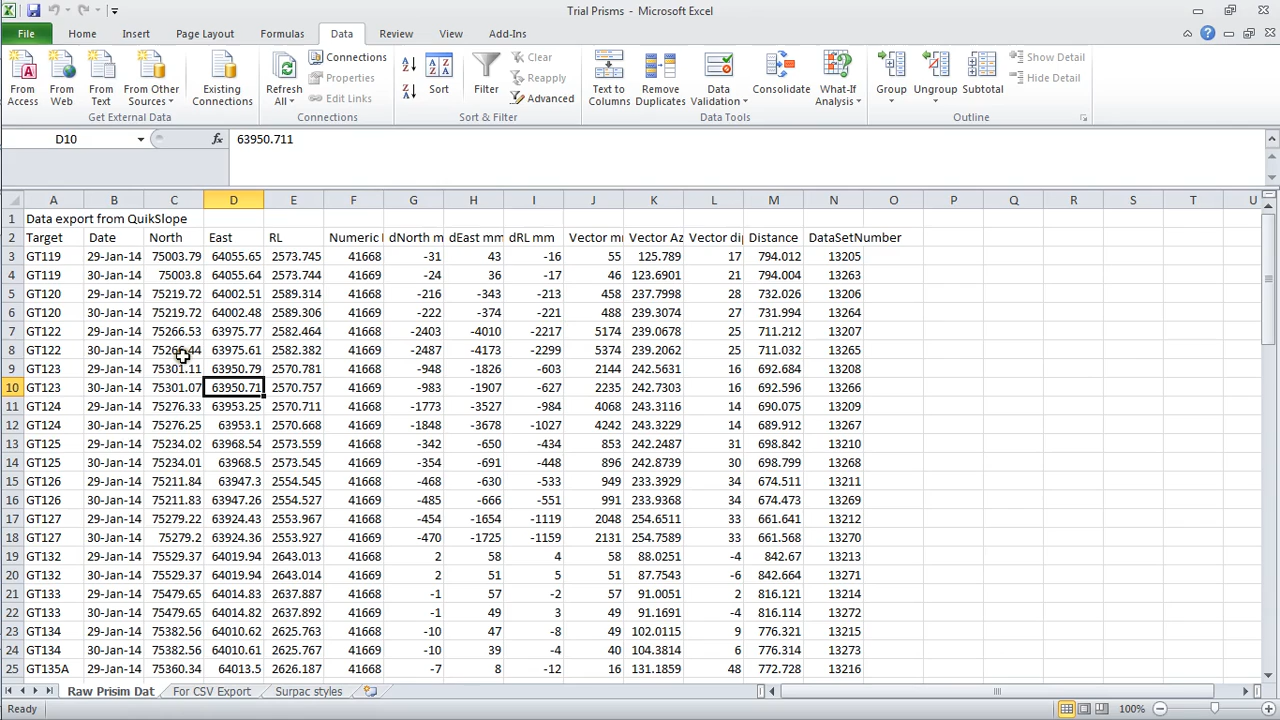 Trial Prisms - Microsoft Excel
File Home Insert Page Layout Formulas Data Review View Add-Ins
From Access From Web From Text From Other Sources Existing Connections Refresh All Connections Properties Edit Links Sort Filter Clear Reapply Advanced Text to Columns Remove Duplicates Data Validation Consolidate What-If Analysis Group Ungroup Subtotal Show Detail Hide Detail
Get External Data Connections Sort & Filter Data Tools Outline
D10 fx 63950.711
A B C D E F G H I J K L M N O P Q R S T U
1 Data export from QuikSlope
2 Target Date North East RL Numeric dNorth m dEast mm dRL mm Vector m Vector Az Vector dip Distance DataSetNumber
3 GT119 29-Jan-14 75003.79 64055.65 2573.745 41668 -31 43 -16 55 125.789 17 794.012 13205
4 GT119 30-Jan-14 75003.8 64055.64 2573.744 41669 -24 36 -17 46 123.6901 21 794.004 13263
5 GT120 29-Jan-14 75219.72 64002.51 2589.314 41668 -216 -343 -213 458 237.7998 28 732.026 13206
6 GT120 30-Jan-14 75219.72 64002.48 2589.306 41669 -222 -374 -221 488 239.0678 27 731.994 13264
7 GT122 29-Jan-14 75266.53 63975.77 2582.464 41668 -2403 -4010 -2217 5174 239.0678 25 711.212 13207
8 GT122 30-Jan-14 75266.44 63975.61 2582.382 41669 -2487 -4173 -2299 5374 239.2062 25 711.032 13265
9 GT123 29-Jan-14 75301.11 63950.79 2570.781 41668 -948 -1826 -603 2144 242.5631 16 692.684 13208
10 GT123 30-Jan-14 75301.07 63950.71 2570.757 41669 -983 -1907 -627 2235 242.7303 16 692.596 13266
11 GT124 29-Jan-14 75276.33 63953.25 2570.711 41668 -1773 -3527 -984 4068 243.3116 14 690.075 13209
12 GT124 30-Jan-14 75276.25 63953.1 2570.668 41669 -1848 -3678 -1027 4242 243.3229 14 689.912 13267
13 GT125 29-Jan-14 75234.02 63968.54 2573.559 41668 -342 -650 -434 853 242.2487 31 698.842 13210
14 GT125 30-Jan-14 75234.01 63968.5 2573.545 41669 -354 -691 -448 896 242.8739 30 698.799 13268
15 GT126 29-Jan-14 75211.84 63947.3 2554.545 41668 -468 -630 -533 949 233.3929 34 674.511 13211
16 GT126 30-Jan-14 75211.83 63947.26 2554.527 41669 -485 -666 -551 991 233.9368 34 674.473 13269
17 GT127 29-Jan-14 75279.22 63924.43 2553.967 41668 -454 -1654 -1119 2048 254.6511 33 661.641 13212
18 GT127 30-Jan-14 75279.2 63924.36 2553.927 41669 -470 -1725 -1159 2131 254.7589 33 661.568 13270
19 GT132 29-Jan-14 75529.37 64019.94 2643.013 41668 2 58 4 58 88.0251 -4 842.67 13213
20 GT132 30-Jan-14 75529.37 64019.94 2643.014 41669 2 51 5 51 87.7543 -6 842.664 13271
21 GT133 29-Jan-14 75479.65 64014.83 2637.887 41668 -1 57 -2 57 91.0051 2 816.121 13214
22 GT133 30-Jan-14 75479.65 64014.82 2637.892 41669 -1 49 3 49 91.1691 -4 816.114 13272
23 GT134 29-Jan-14 75382.56 64010.62 2625.763 41668 -10 47 -8 49 102.0115 9 776.321 13215
24 GT134 30-Jan-14 75382.56 64010.61 2625.767 41669 -10 39 -4 40 104.3814 6 776.314 13273
25 GT135A 29-Jan-14 75360.34 64013.5 2626.187 41668 -7 8 -12 16 131.1859 48 772.728 13216
Raw Prisim Dat For CSV Export Surpac styles
Ready 100%